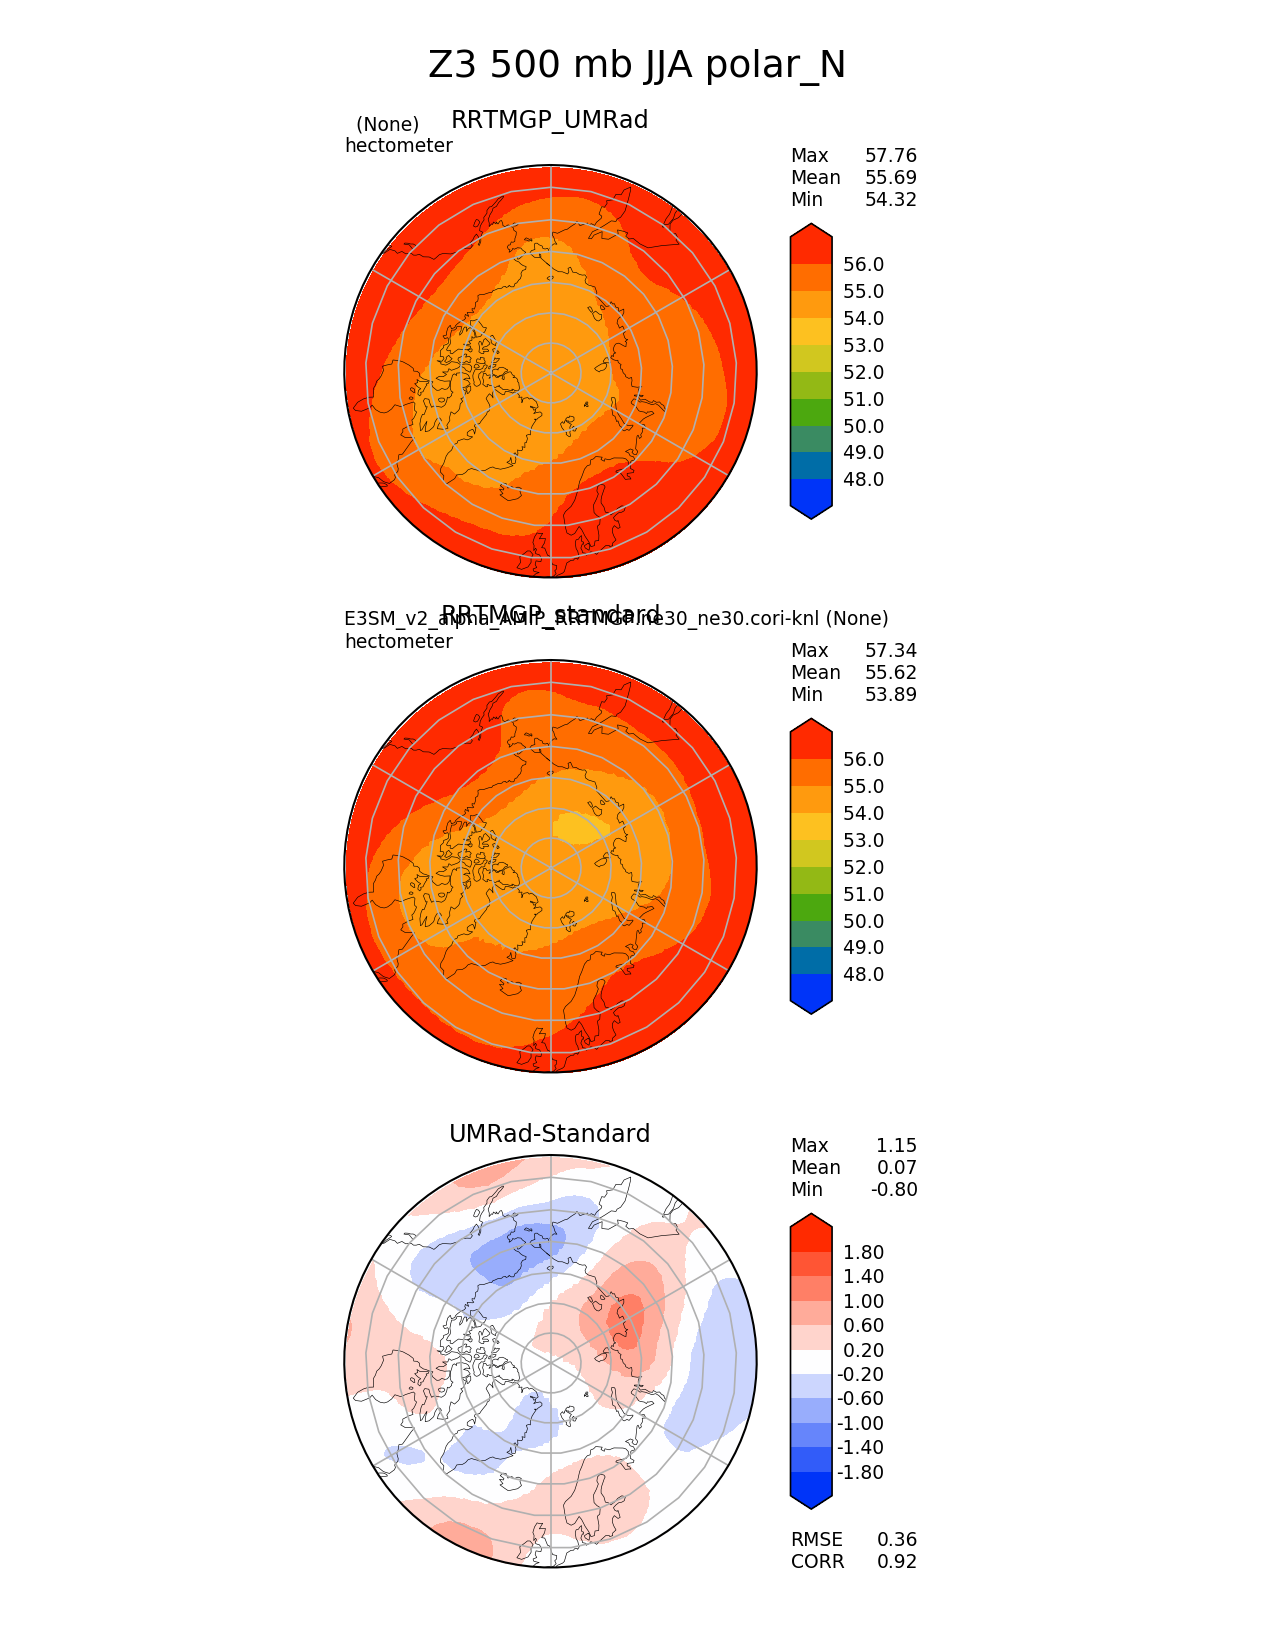 Z3 500 mb JJA polar_N
RRTMGP_UMRad
(None)
hectometer
Max 57.76
Mean 55.69
Min 54.32
56.0
55.0
54.0
53.0
52.0
51.0
50.0
49.0
48.0
RRTMGP_standard
E3SM_v2_alpha_AMIP_RRTMGP.ne30_ne30.cori-knl (None)
hectometer
Max 57.34
Mean 55.62
Min 53.89
56.0
55.0
54.0
53.0
52.0
51.0
50.0
49.0
48.0
UMRad-Standard
Max 1.15
Mean 0.07
Min -0.80
1.80
1.40
1.00
0.60
0.20
-0.20
-0.60
-1.00
-1.40
-1.80
RMSE 0.36
CORR 0.92